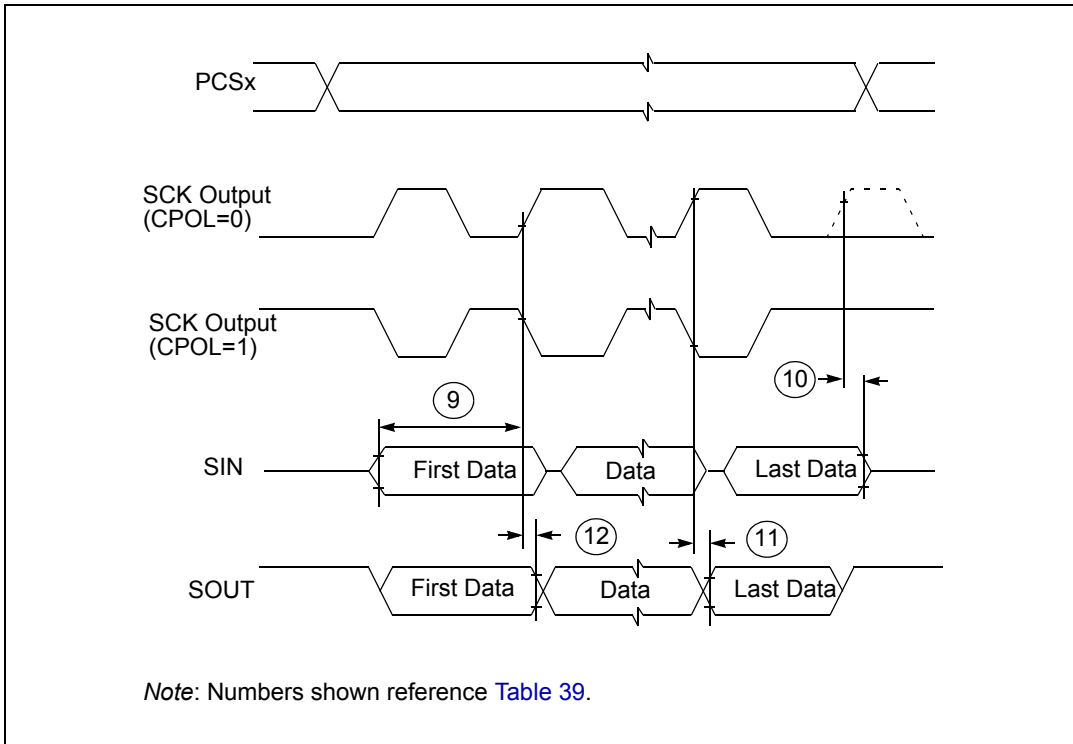 PCSx
SCK Output
(CPOL=0)
SCK Output
(CPOL=1)
10
9
SIN
First Data
Data
Last Data
12
11
SOUT
First Data
Data
Last Data
Note: Numbers shown reference Table 39.